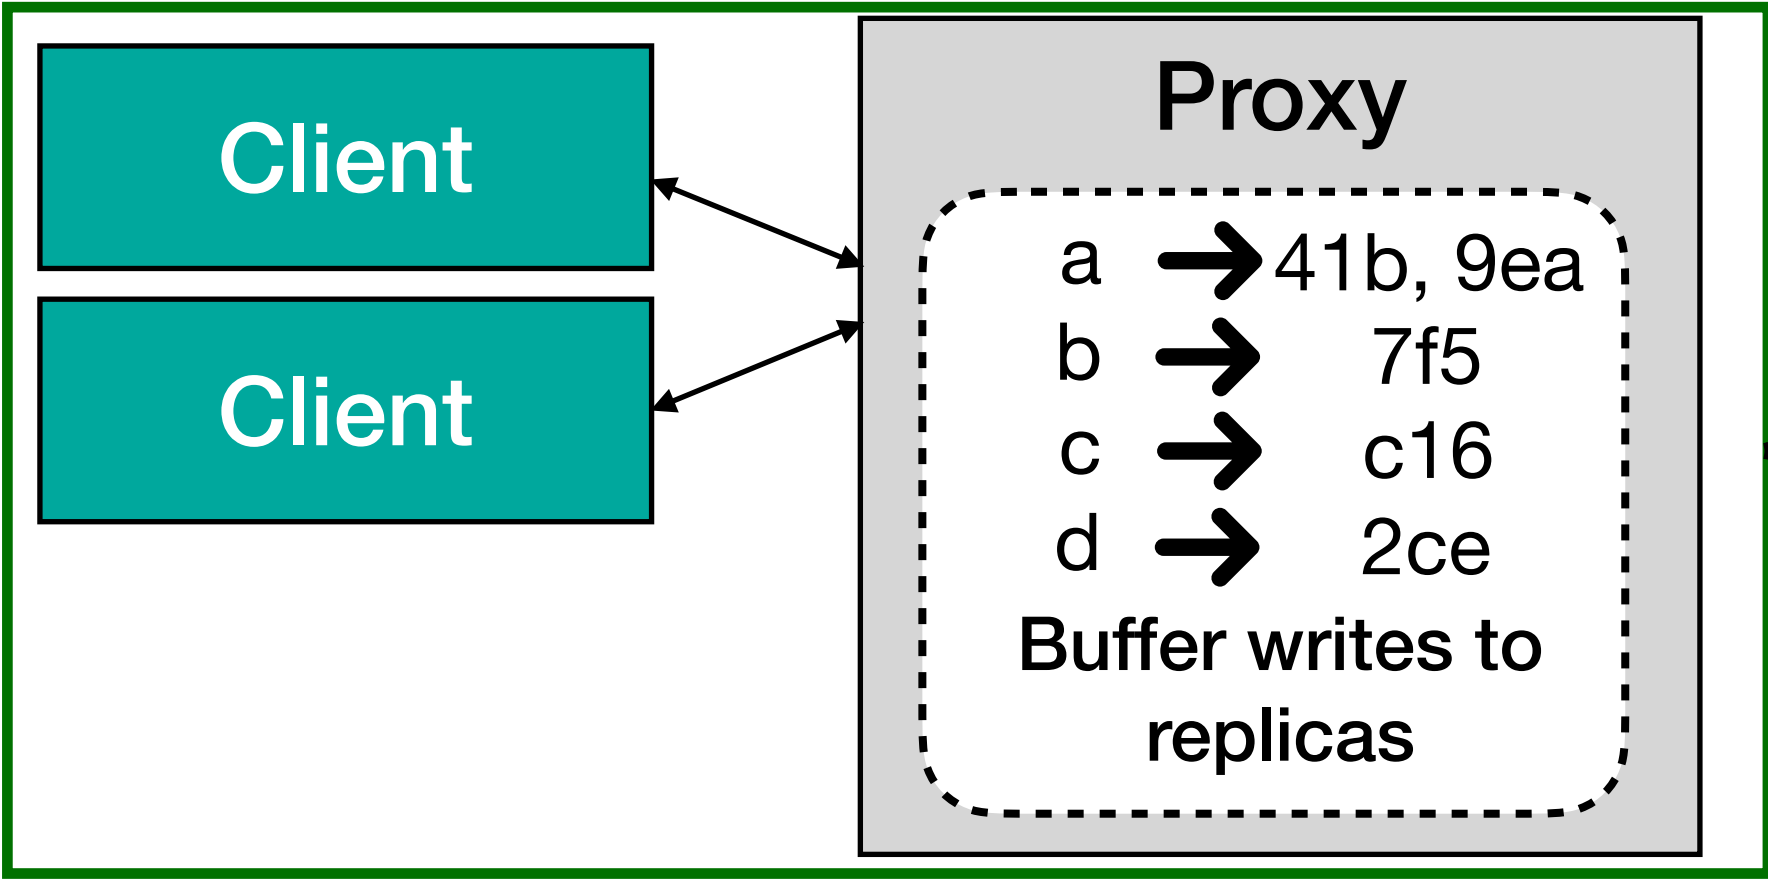 Client
Client
Proxy
a → 41b, 9ea
b → 7f5
c → c16
d → 2ce
Buffer writes to
replicas